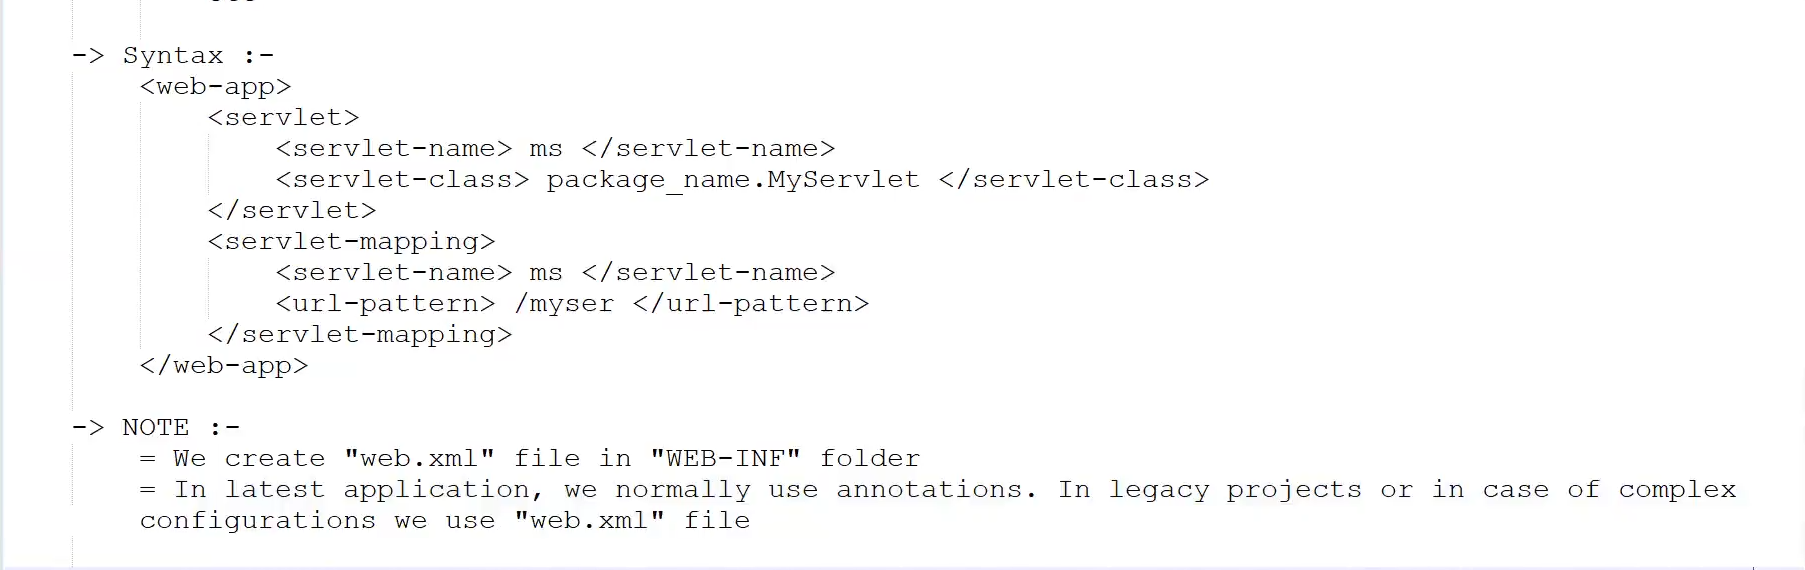 -> Syntax :-
<web-app>
<servlet>
<servlet-name> ms </servlet-name>
<servlet-class> package_name.MyServlet </servlet-class>
</servlet>
<servlet-mapping>
<servlet-name> ms </servlet-name>
<url-pattern> /myser </url-pattern>
</servlet-mapping>
</web-app>
-> NOTE :-
= We create "web.xml" file in "WEB-INF" folder
= In latest application, we normally use annotations. In legacy projects or in case of complex
configurations we use "web.xml" file